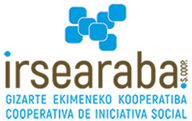 irsearaba S. COOP.
GIZARTE EKIMENEKO KOOPERATIBA
COOPERATIVA DE INICIATIVA SOCIAL